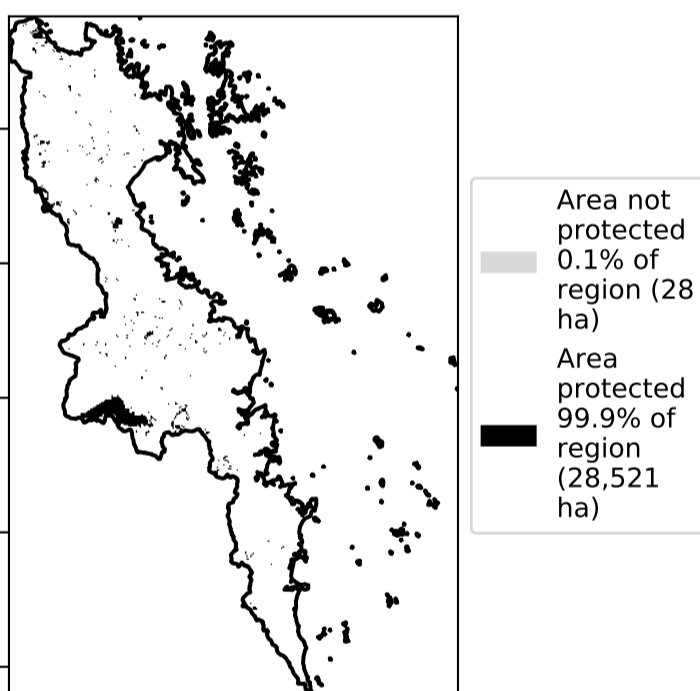 Area not
protected
0.1% of
region (28
ha)
Area
protected
99.9% of
region
(28,521
ha)